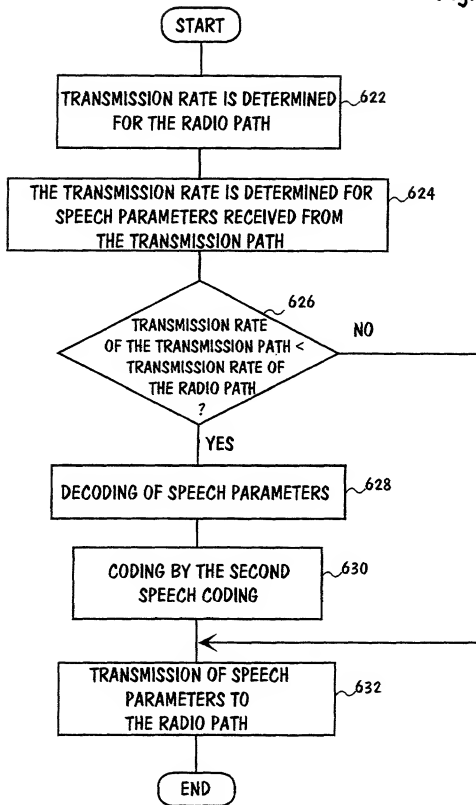 START
TRANSMISSION RATE IS DETERMINED
FOR THE RADIO PATH
622
THE TRANSMISSION RATE IS DETERMINED FOR
SPEECH PARAMETERS RECEIVED FROM
THE TRANSMISSION PATH
624
626
TRANSMISSION RATE
OF THE TRANSMISSION PATH <
TRANSMISSION RATE OF
THE RADIO PATH
?
NO
YES
DECODING OF SPEECH PARAMETERS
628
CODING BY THE SECOND
SPEECH CODING
630
TRANSMISSION OF SPEECH
PARAMETERS TO
THE RADIO PATH
632
END